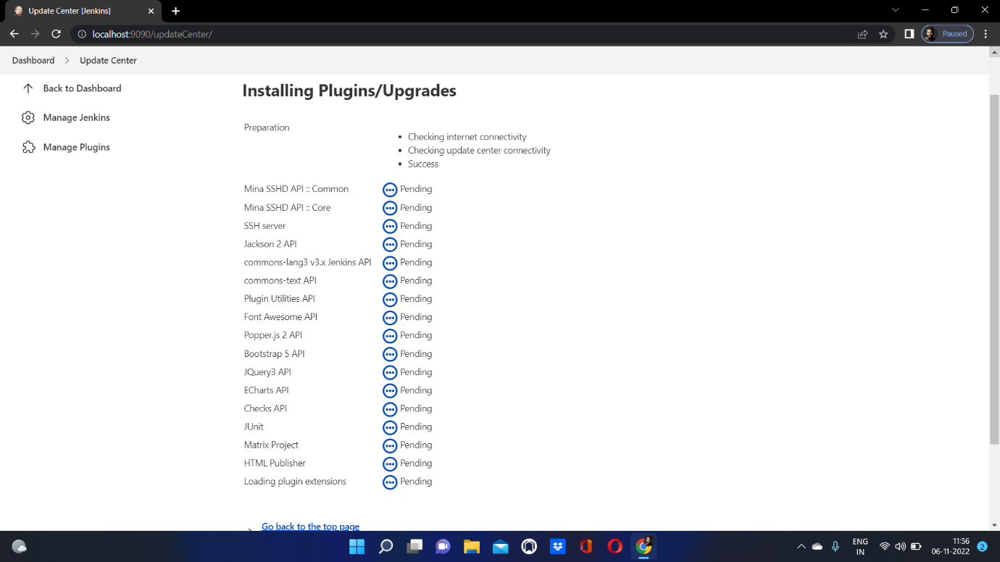 Update Center [Jenkins]
localhost:9090/updateCenter/
Paused
Dashboard Update Center
Back to Dashboard
Manage Jenkins
Manage Plugins
Installing Plugins/Upgrades
Preparation
Checking internet connectivity
Checking update center connectivity
Success
Mina SSHD API :: Common Pending
Mina SSHD API :: Core Pending
SSH server Pending
Jackson 2 API Pending
commons-lang3 v3.x Jenkins API Pending
commons-text API Pending
Plugin Utilities API Pending
Font Awesome API Pending
Popper.js 2 API Pending
Bootstrap 5 API Pending
JQuery3 API Pending
ECharts API Pending
Checks API Pending
JUnit Pending
Matrix Project Pending
HTML Publisher Pending
Loading plugin extensions Pending
Go back to the top page
ENG
IN
11:56
06-11-2022
2